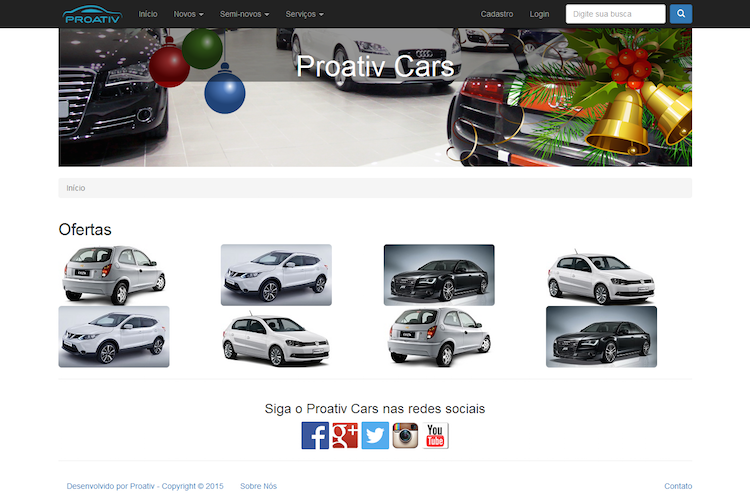 PROATIV
Início Novos Semi-novos Serviços Cadastro Login Digite sua busca
Proativ Cars
Início
Ofertas
Siga o Proativ Cars nas redes sociais
f g+ You Tube
Desenvolvido por Proativ - Copyright © 2015 Sobre Nós Contato